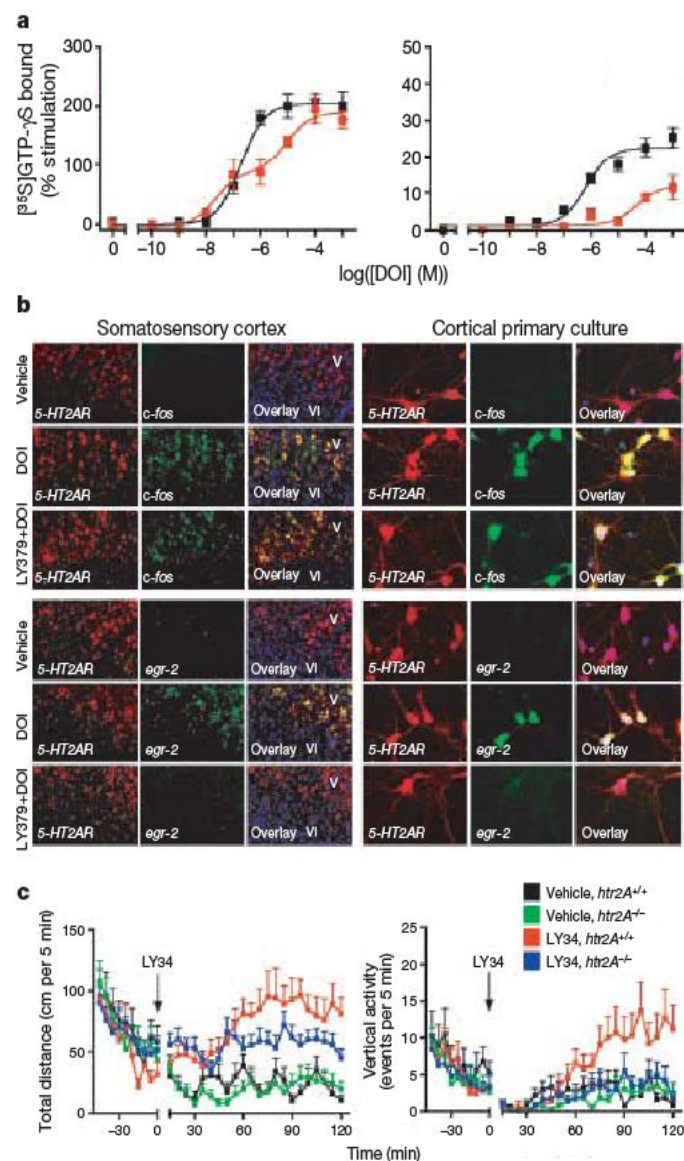 a
[³⁵S]GTP-γS bound
(% stimulation)
300
200
100
0
0 –10 –8 –6 –4
50
40
30
20
10
0
0 –10 –8 –6 –4
log([DOI] (M))
b
Somatosensory cortex Cortical primary culture
Vehicle
5-HT2AR c-fos Overlay VI V 5-HT2AR c-fos Overlay
DOI
5-HT2AR c-fos Overlay VI V 5-HT2AR c-fos Overlay
LY379+DOI
5-HT2AR c-fos Overlay VI V 5-HT2AR c-fos Overlay
Vehicle
5-HT2AR egr-2 Overlay VI V 5-HT2AR egr-2 Overlay
DOI
5-HT2AR egr-2 Overlay VI V 5-HT2AR egr-2 Overlay
LY379+DOI
5-HT2AR egr-2 Overlay VI V 5-HT2AR egr-2 Overlay
c
Vehicle, htr2A+/+
Vehicle, htr2A–/–
LY34, htr2A+/+
LY34, htr2A–/–
Total distance (cm per 5 min)
150
100
50
0
LY34
–30 0 30 60 90 120
Vertical activity
(events per 5 min)
25
20
15
10
5
0
LY34
–30 0 30 60 90 120
Time (min)